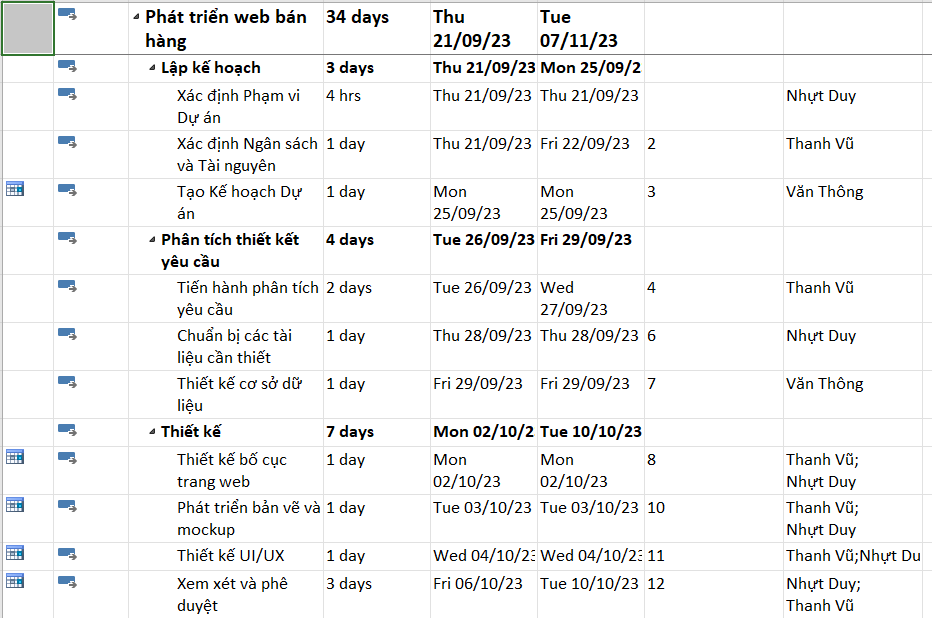 Phát triển web bán hàng 34 days Thu 21/09/23 Tue 07/11/23
Lập kế hoạch 3 days Thu 21/09/23 Mon 25/09/2
Xác định Phạm vi Dự án 4 hrs Thu 21/09/23 Thu 21/09/23 Nhựt Duy
Xác định Ngân sách và Tài nguyên 1 day Thu 21/09/23 Fri 22/09/23 2 Thanh Vũ
Tạo Kế hoạch Dự án 1 day Mon 25/09/23 Mon 25/09/23 3 Văn Thông
Phân tích thiết kết yêu cầu 4 days Tue 26/09/23 Fri 29/09/23
Tiến hành phân tích yêu cầu 2 days Tue 26/09/23 Wed 27/09/23 4 Thanh Vũ
Chuẩn bị các tài liệu cần thiết 1 day Thu 28/09/23 Thu 28/09/23 6 Nhựt Duy
Thiết kế cơ sở dữ liệu 1 day Fri 29/09/23 Fri 29/09/23 7 Văn Thông
Thiết kế 7 days Mon 02/10/2 Tue 10/10/23
Thiết kế bố cục trang web 1 day Mon 02/10/23 Mon 02/10/23 8 Thanh Vũ; Nhựt Duy
Phát triển bản vẽ và mockup 1 day Tue 03/10/23 Tue 03/10/23 10 Thanh Vũ; Nhựt Duy
Thiết kế UI/UX 1 day Wed 04/10/23 Wed 04/10/23 11 Thanh Vũ;Nhựt Du
Xem xét và phê duyệt 3 days Fri 06/10/23 Tue 10/10/23 12 Nhựt Duy; Thanh Vũ